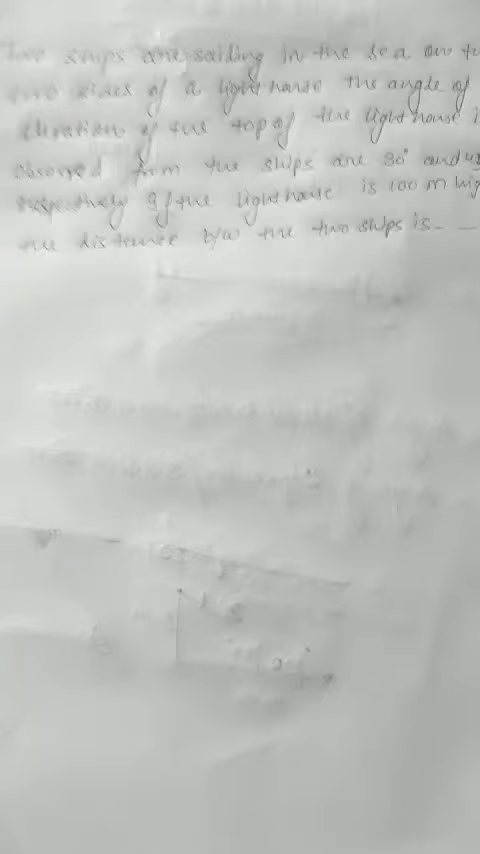 Two ships are sailing in the sea on
two sides of a light house the angle of
elevation of the top of the light house
observed from the ships are 30° and
respectively If the light house is 100 m
the distance b/w the two ships is - -